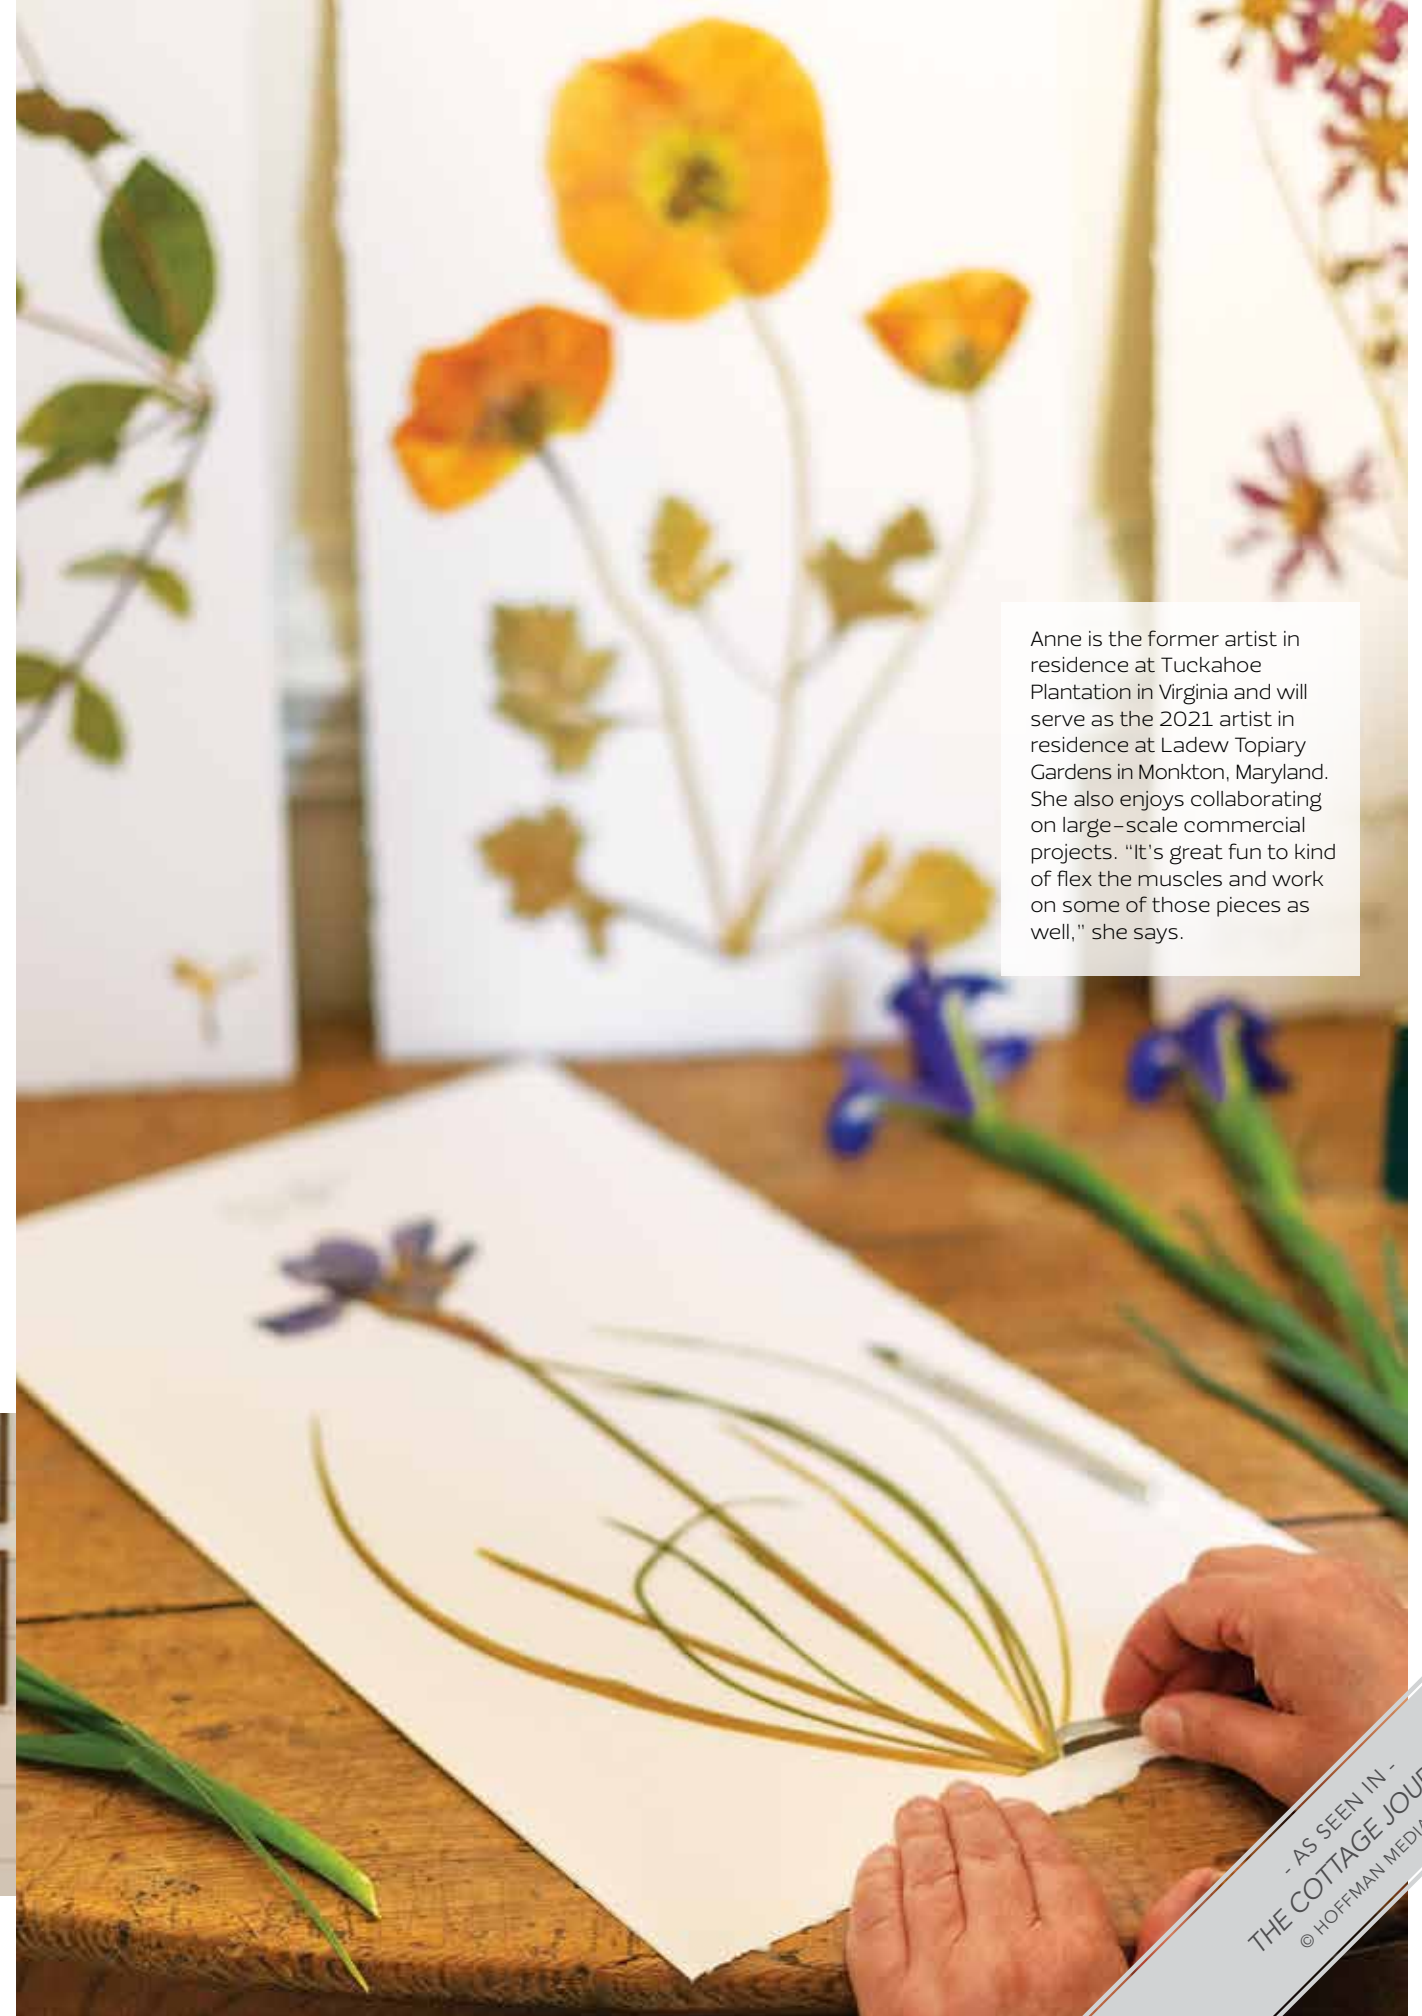 Anne is the former artist in
residence at Tuckahoe
Plantation in Virginia and will
serve as the 2021 artist in
residence at Ladew Topiary
Gardens in Monkton, Maryland.
She also enjoys collaborating
on large-scale commercial
projects. “It’s great fun to kind
of flex the muscles and work
on some of those pieces as
well,” she says.
- AS SEEN IN -
THE COTTAGE
© HOFFMAN